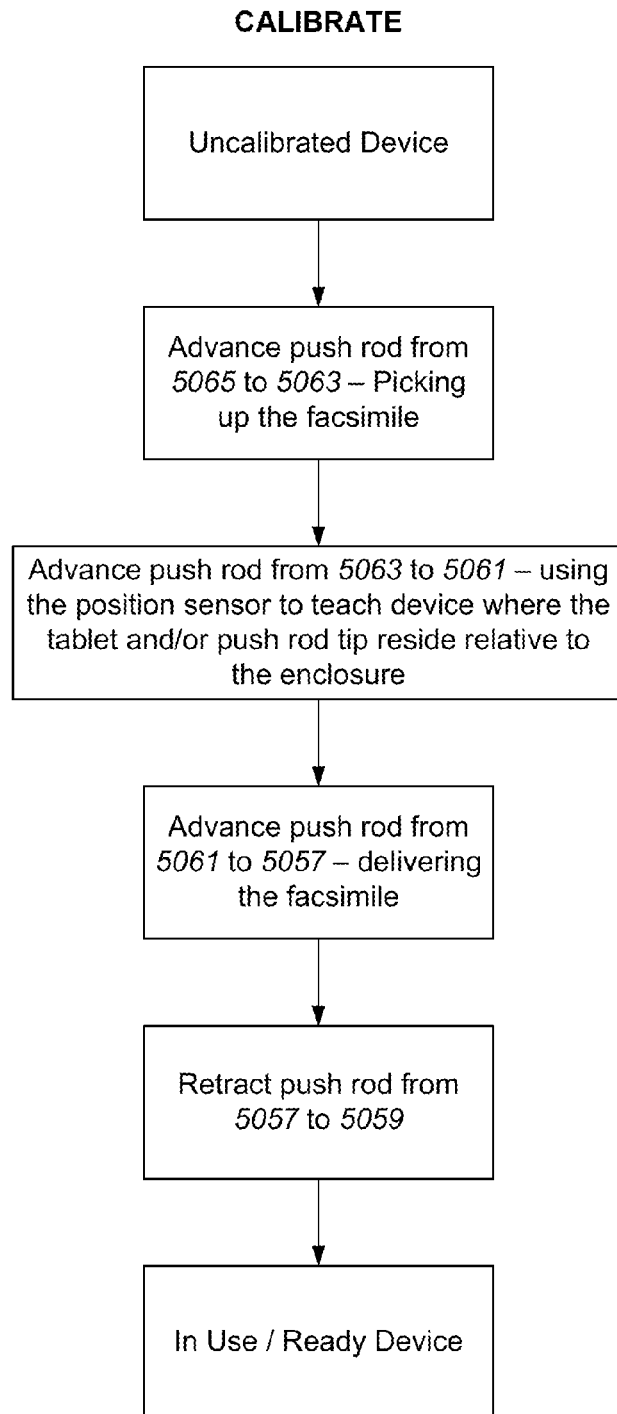 CALIBRATE
Uncalibrated Device
Advance push rod from
5065 to 5063 – Picking
up the facsimile
Advance push rod from 5063 to 5061 – using
the position sensor to teach device where the
tablet and/or push rod tip reside relative to
the enclosure
Advance push rod from
5061 to 5057 – delivering
the facsimile
Retract push rod from
5057 to 5059
In Use / Ready Device